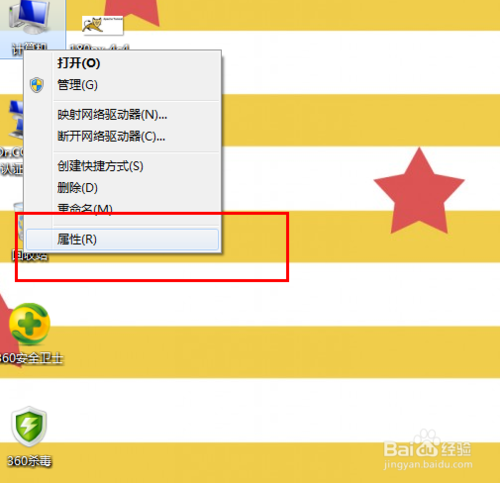 计算机
打开(O)
管理(G)
映射网络驱动器(N)...
断开网络驱动器(C)...
创建快捷方式(S)
删除(D)
重命名(M)
属性(R)
认证
回收站
360安全卫士
360杀毒
Baidu经验
jingyan.baidu.com